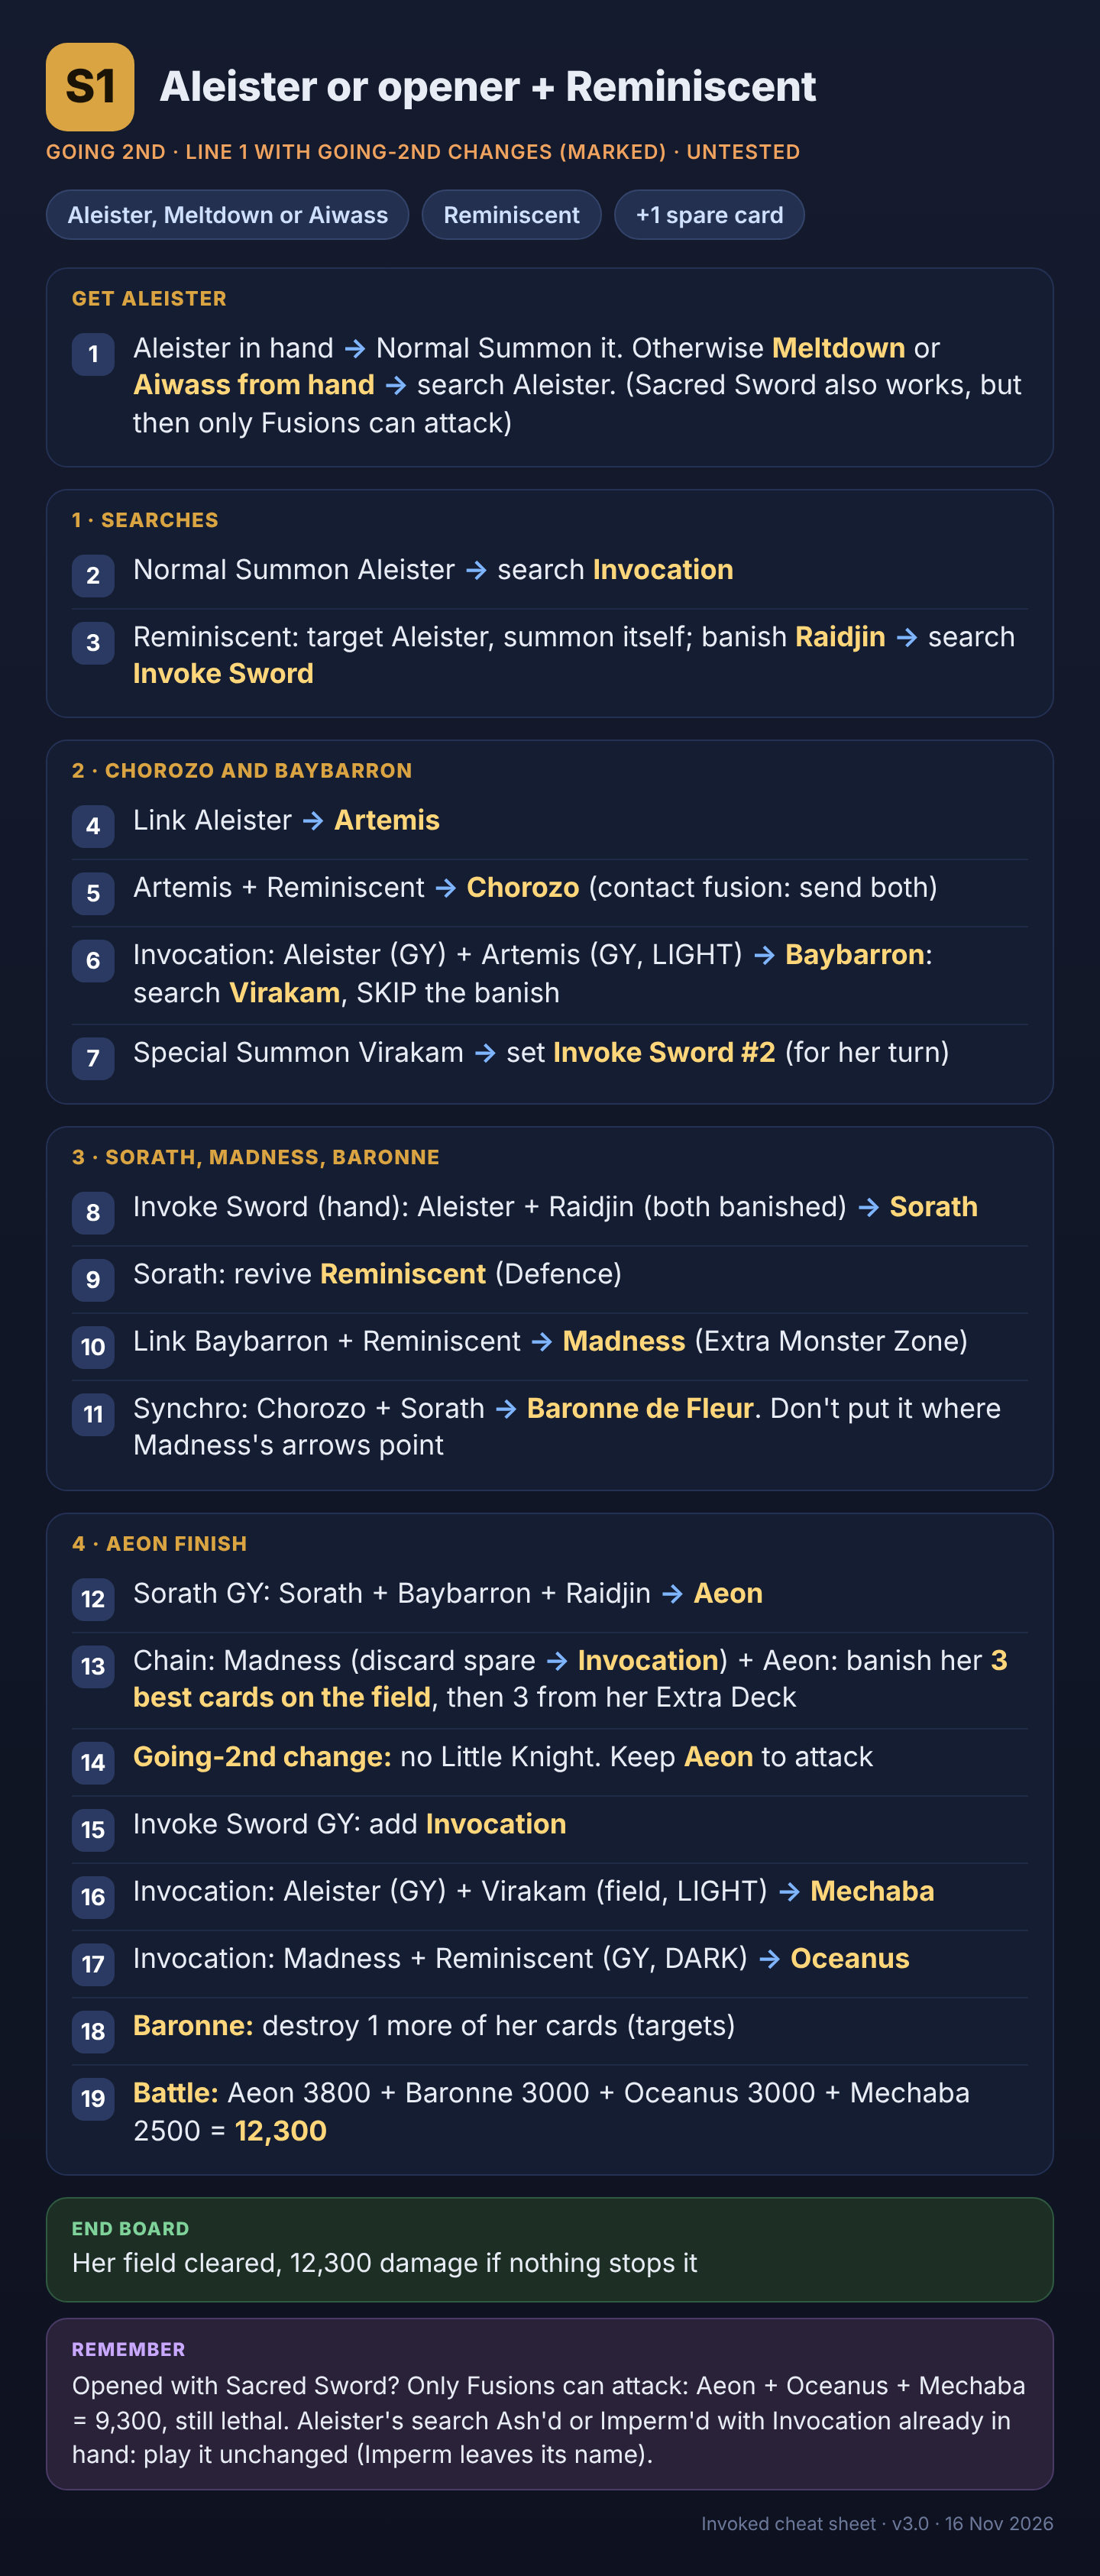 S1
Aleister or opener + Reminiscent
GOING 2ND · LINE 1 WITH GOING-2ND CHANGES (MARKED) · UNTESTED
Aleister, Meltdown or Aiwass
Reminiscent
+1 spare card
GET ALEISTER
1
Aleister in hand → Normal Summon it. Otherwise Meltdown or
Aiwass from hand → search Aleister. (Sacred Sword also works, but
then only Fusions can attack)
1 · SEARCHES
2
Normal Summon Aleister → search Invocation
3
Reminiscent: target Aleister, summon itself; banish Raidjin → search
Invoke Sword
2 · CHOROZO AND BAYBARRON
4
Link Aleister → Artemis
5
Artemis + Reminiscent → Chorozo (contact fusion: send both)
6
Invocation: Aleister (GY) + Artemis (GY, LIGHT) → Baybarron:
search Virakam, SKIP the banish
7
Special Summon Virakam → set Invoke Sword #2 (for her turn)
3 · SORATH, MADNESS, BARONNE
8
Invoke Sword (hand): Aleister + Raidjin (both banished) → Sorath
9
Sorath: revive Reminiscent (Defence)
10
Link Baybarron + Reminiscent → Madness (Extra Monster Zone)
11
Synchro: Chorozo + Sorath → Baronne de Fleur. Don't put it where
Madness's arrows point
4 · AEON FINISH
12
Sorath GY: Sorath + Baybarron + Raidjin → Aeon
13
Chain: Madness (discard spare → Invocation) + Aeon: banish her 3
best cards on the field, then 3 from her Extra Deck
14
Going-2nd change: no Little Knight. Keep Aeon to attack
15
Invoke Sword GY: add Invocation
16
Invocation: Aleister (GY) + Virakam (field, LIGHT) → Mechaba
17
Invocation: Madness + Reminiscent (GY, DARK) → Oceanus
18
Baronne: destroy 1 more of her cards (targets)
19
Battle: Aeon 3800 + Baronne 3000 + Oceanus 3000 + Mechaba
2500 = 12,300
END BOARD
Her field cleared, 12,300 damage if nothing stops it
REMEMBER
Opened with Sacred Sword? Only Fusions can attack: Aeon + Oceanus + Mechaba
= 9,300, still lethal. Aleister's search Ash'd or Imperm'd with Invocation already in
hand: play it unchanged (Imperm leaves its name).
Invoked cheat sheet · v3.0 · 16 Nov 2026